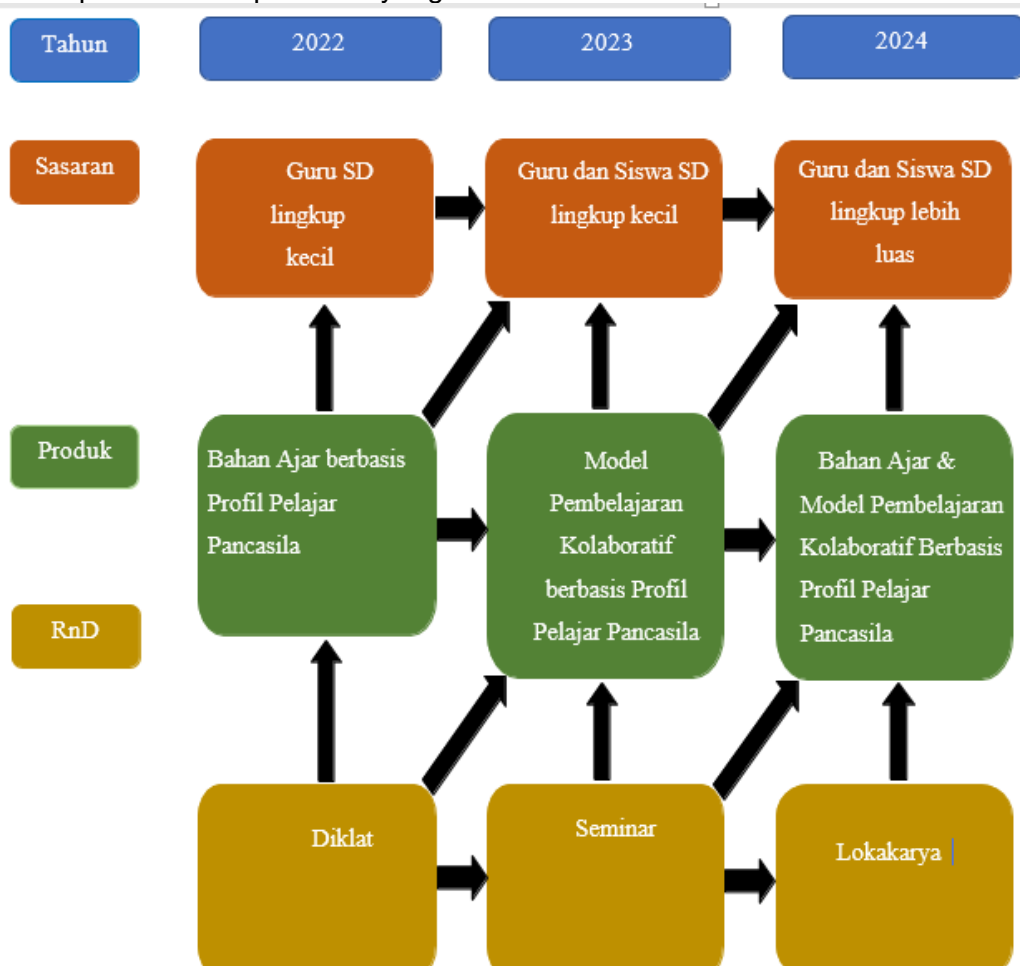 Tahun
2022
2023
2024
Sasaran
Guru SD
lingkup
kecil
Guru dan Siswa SD
lingkup kecil
Guru dan Siswa SD
lingkup lebih
luas
Produk
Bahan Ajar berbasis
Profil Pelajar
Pancasila
Model
Pembelajaran
Kolaboratif
berbasis Profil
Pelajar Pancasila
Bahan Ajar &
Model Pembelajaran
Kolaboratif Berbasis
Profil Pelajar
Pancasila
RnD
Diklat
Seminar
Lokakarya